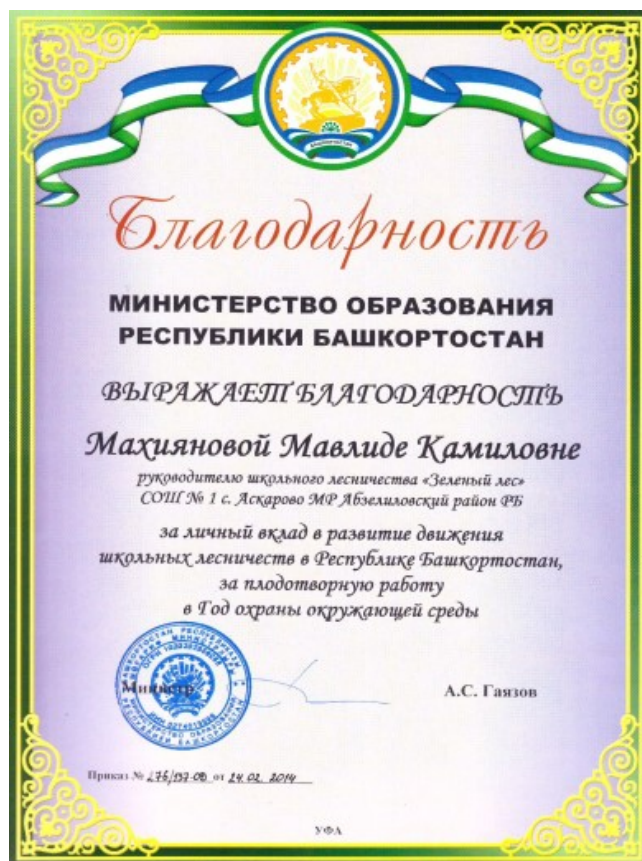 БАШКОРТОСТАН
Благодарность
МИНИСТЕРСТВО ОБРАЗОВАНИЯ
РЕСПУБЛИКИ БАШКОРТОСТАН
ВЫРАЖАЕТ БЛАГОДАРНОСТЬ
Махияновой Мавлиде Камиловне
руководителю школьного лесничества «Зеленый лес»
СОШ № 1 с. Аскарово МР Абзелиловский район РБ
за личный вклад в развитие движения
школьных лесничеств в Республике Башкортостан,
за плодотворную работу
в Год охраны окружающей среды
Министр
А.С. Гаязов
Приказ № от 24.02.2014
УФА